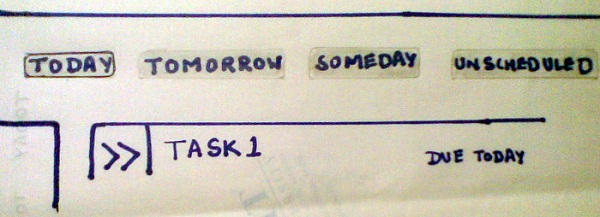 TODAY TOMORROW SOMEDAY UNSCHEDULED
>> TASK 1 DUE TODAY